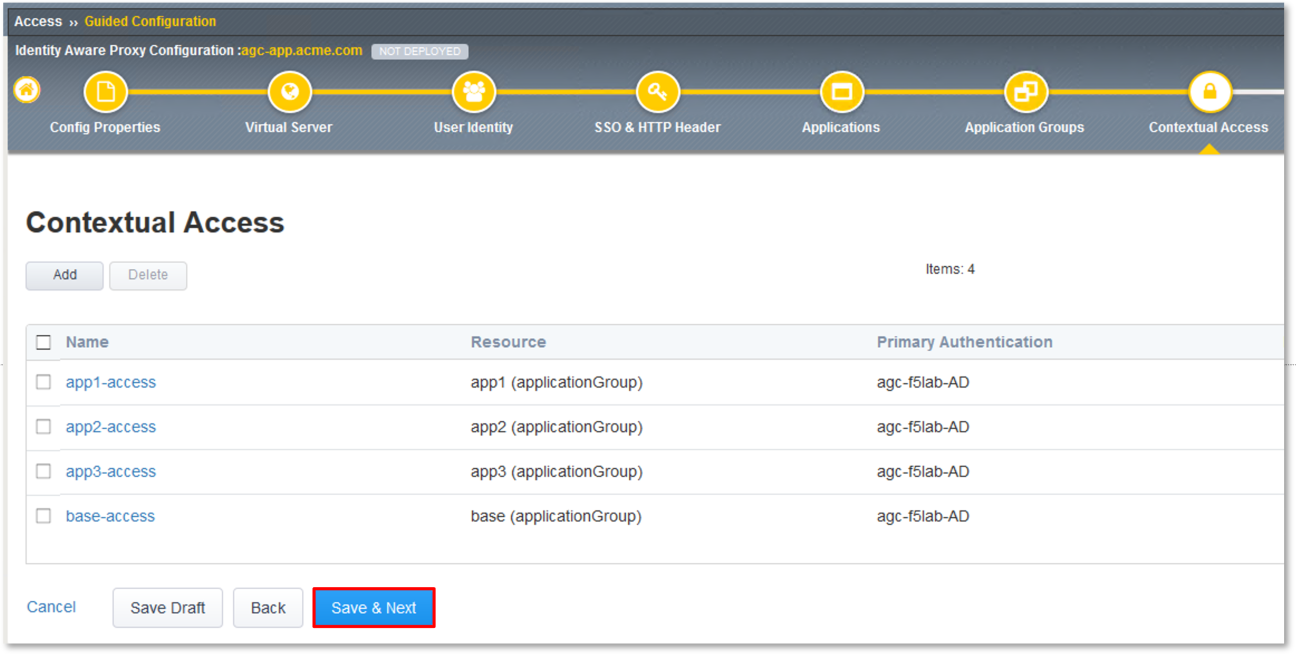 Access » Guided Configuration
Identity Aware Proxy Configuration :agc-app.acme.com NOT DEPLOYED
Config Properties Virtual Server User Identity SSO & HTTP Header Applications Application Groups Contextual Access
Contextual Access
Add Delete Items: 4
Name Resource Primary Authentication
app1-access app1 (applicationGroup) agc-f5lab-AD
app2-access app2 (applicationGroup) agc-f5lab-AD
app3-access app3 (applicationGroup) agc-f5lab-AD
base-access base (applicationGroup) agc-f5lab-AD
Cancel Save Draft Back Save & Next